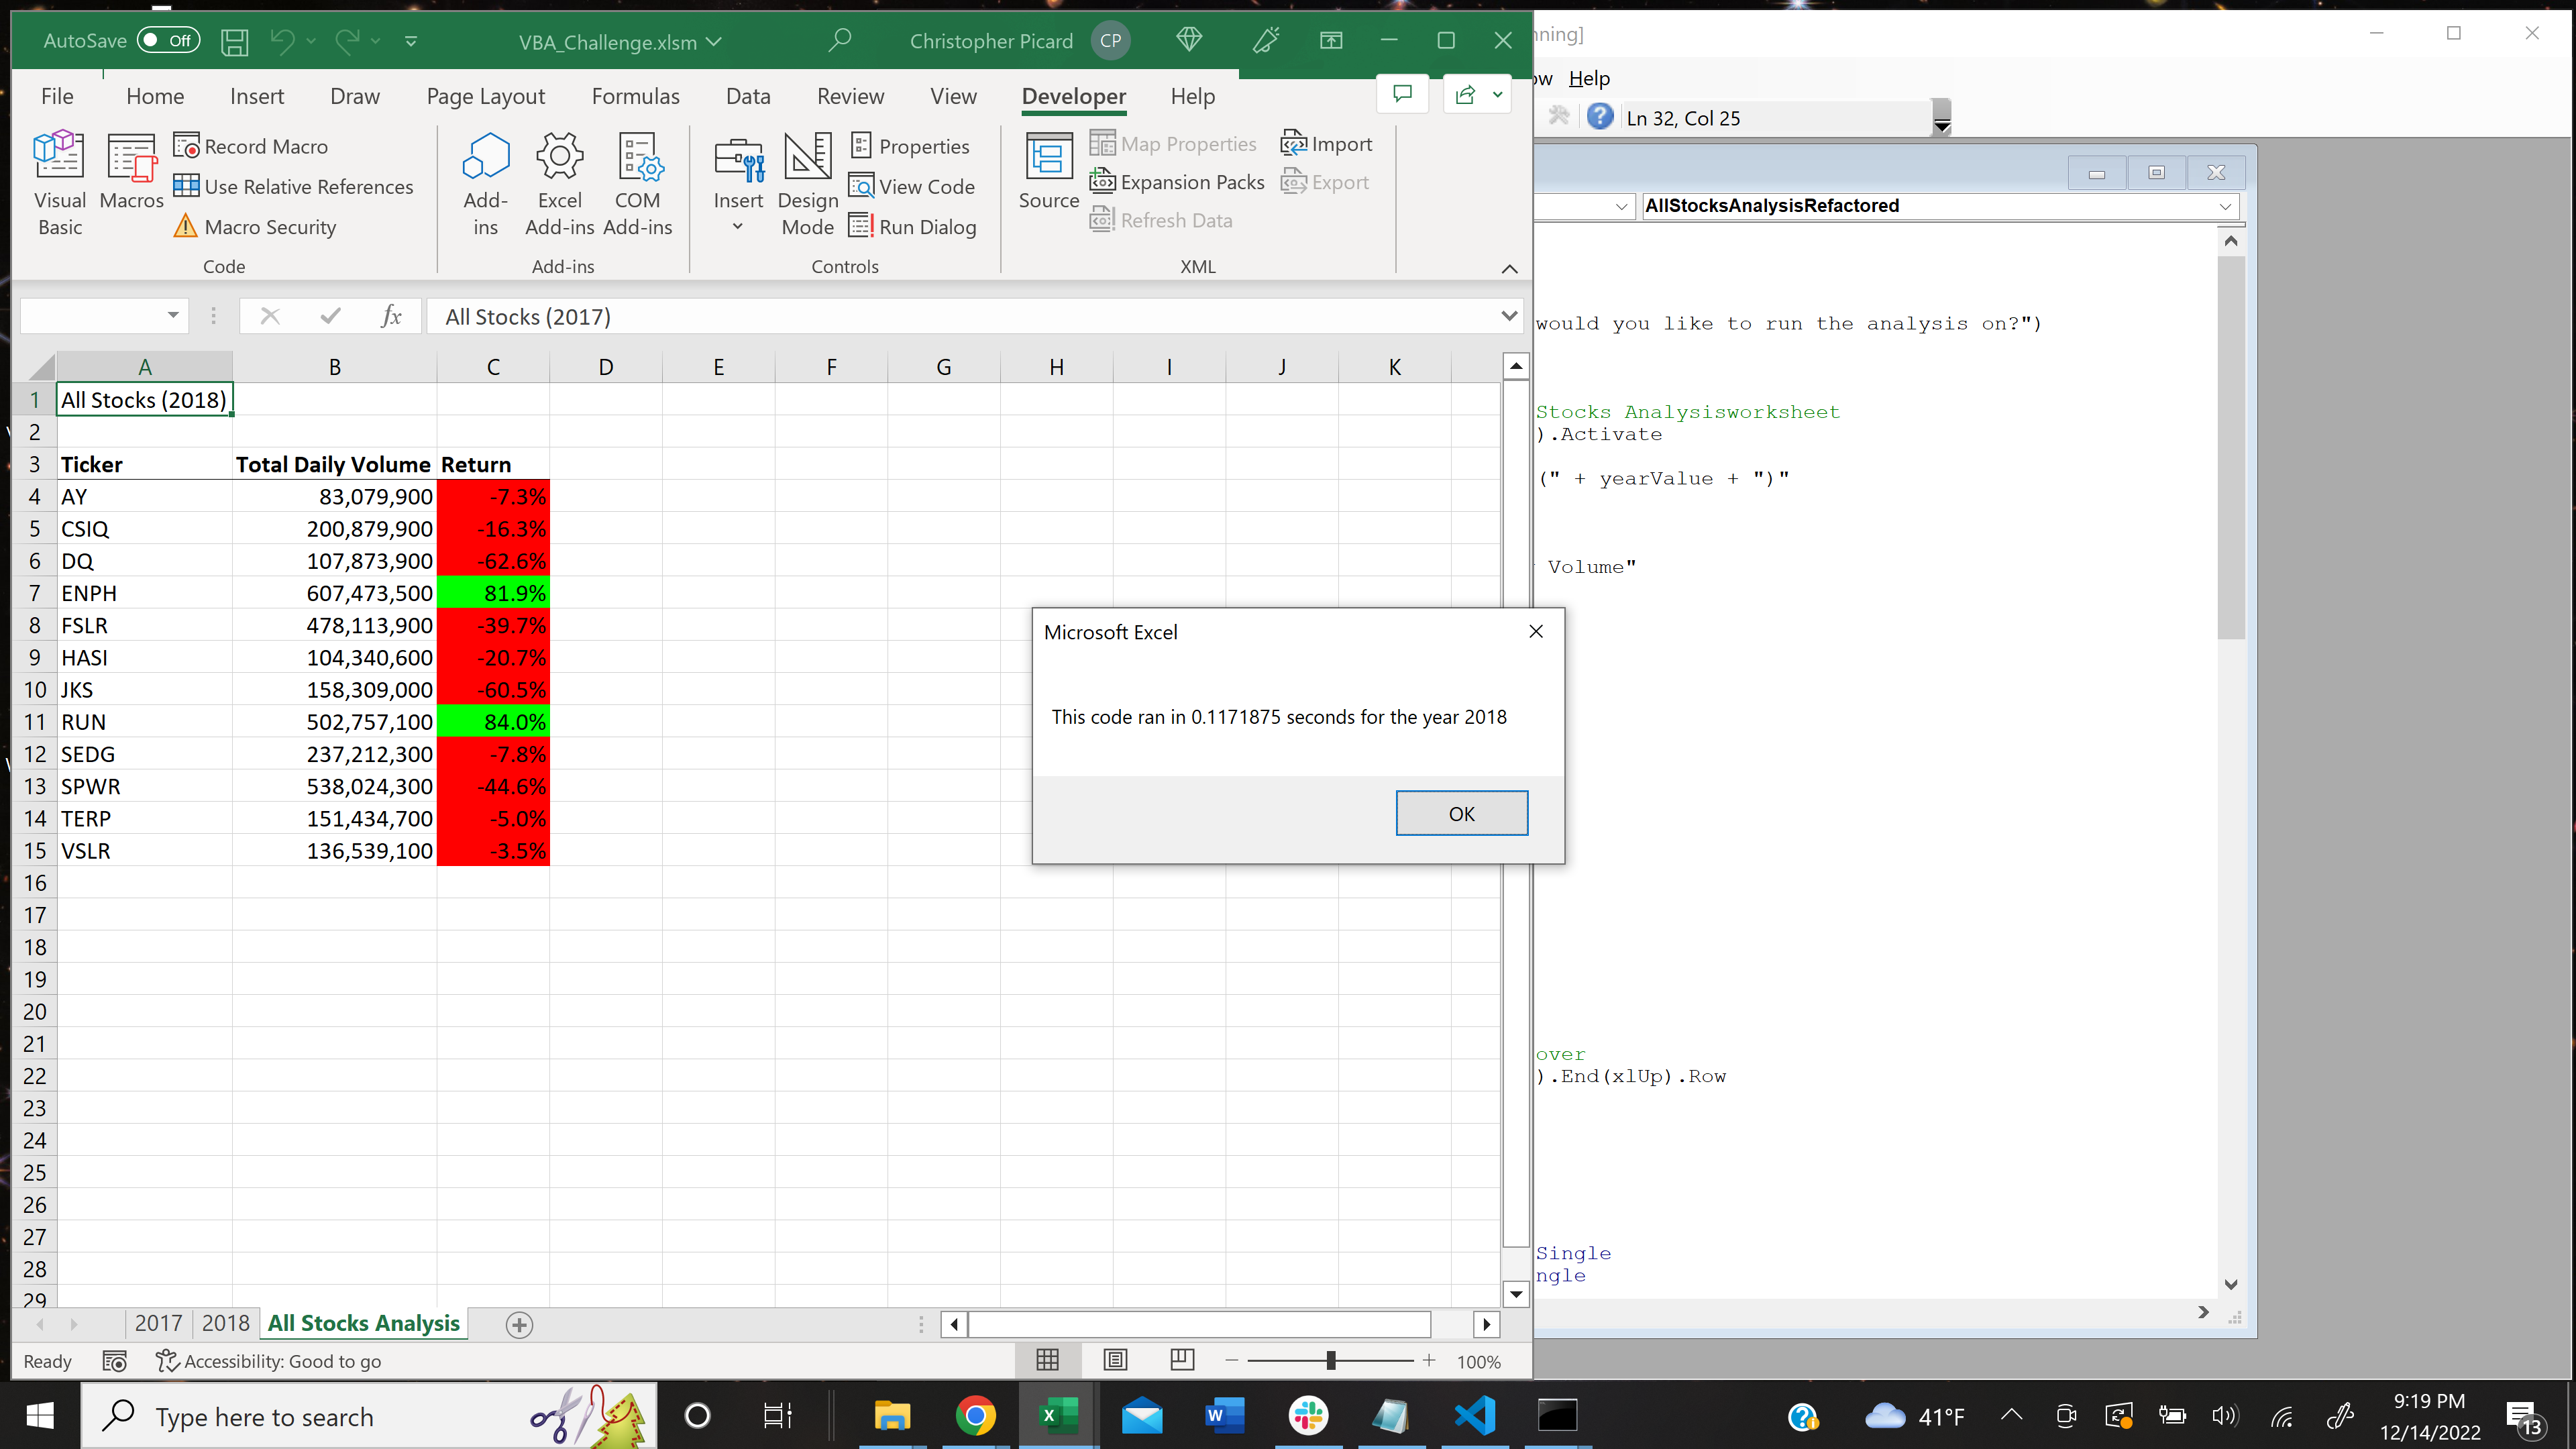 AutoSave Off VBA_Challenge.xlsm Christopher Picard CP
File Home Insert Draw Page Layout Formulas Data Review View Developer Help
Visual Basic
Macros
Record Macro
Use Relative References
Macro Security
Code
Add-ins
Excel Add-ins
COM Add-ins
Add-ins
Insert
Design Mode
Properties
View Code
Run Dialog
Controls
Source
Map Properties
Expansion Packs
Refresh Data
Import
Export
XML
fx All Stocks (2017)
A B C D E F G H I J K
1 All Stocks (2018)
2
3 Ticker Total Daily Volume Return
4 AY 83,079,900 -7.3%
5 CSIQ 200,879,900 -16.3%
6 DQ 107,873,900 -62.6%
7 ENPH 607,473,500 81.9%
8 FSLR 478,113,900 -39.7%
9 HASI 104,340,600 -20.7%
10 JKS 158,309,000 -60.5%
11 RUN 502,757,100 84.0%
12 SEDG 237,212,300 -7.8%
13 SPWR 538,024,300 -44.6%
14 TERP 151,434,700 -5.0%
15 VSLR 136,539,100 -3.5%
16
17
18
19
20
21
22
23
24
25
26
27
28
29
2017 2018 All Stocks Analysis
Ready Accessibility: Good to go 100%
Microsoft Excel
This code ran in 0.1171875 seconds for the year 2018
OK
nning]
ow Help
Ln 32, Col 25
AllStocksAnalysisRefactored
would you like to run the analysis on?")
Stocks Analysisworksheet
).Activate
(" + yearValue + ")"
Volume"
over
).End(xlUp).Row
Single
ngle
Type here to search
41°F
9:19 PM
12/14/2022
13